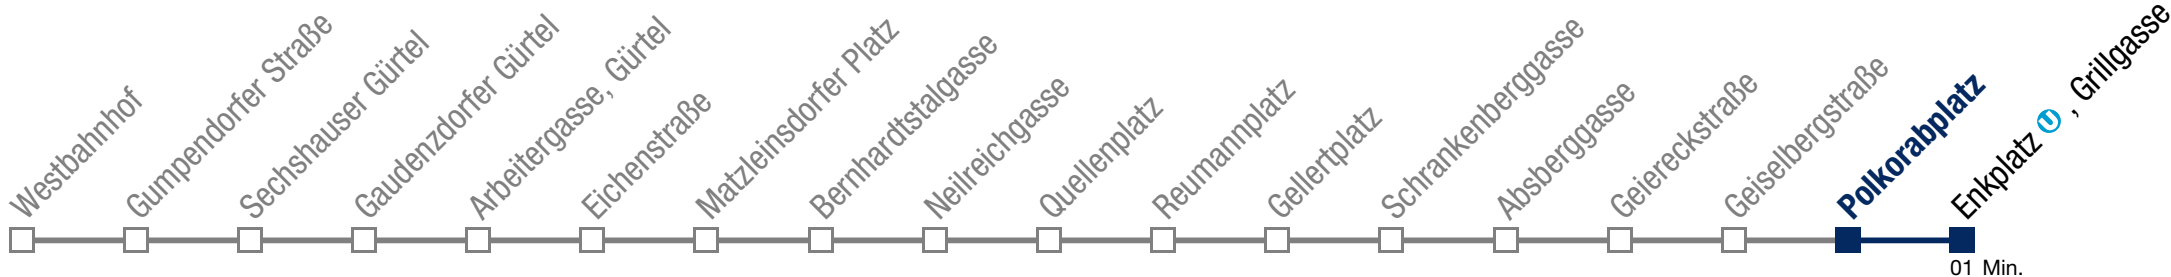 Westbahnhof
Gumpendorfer Straße
Sechshauser Gürtel
Gaudenzdorfer Gürtel
Arbeitergasse, Gürtel
Eichenstraße
Matzleinsdorfer Platz
Bernhardtstalgasse
Neilreichgasse
Quellenplatz
Reumannplatz
Gellertplatz
Schrankenberggasse
Absberggasse
Geiereckstraße
Geiselbergstraße
Polkorabplatz
Enkplatz U , Grillgasse
01 Min.